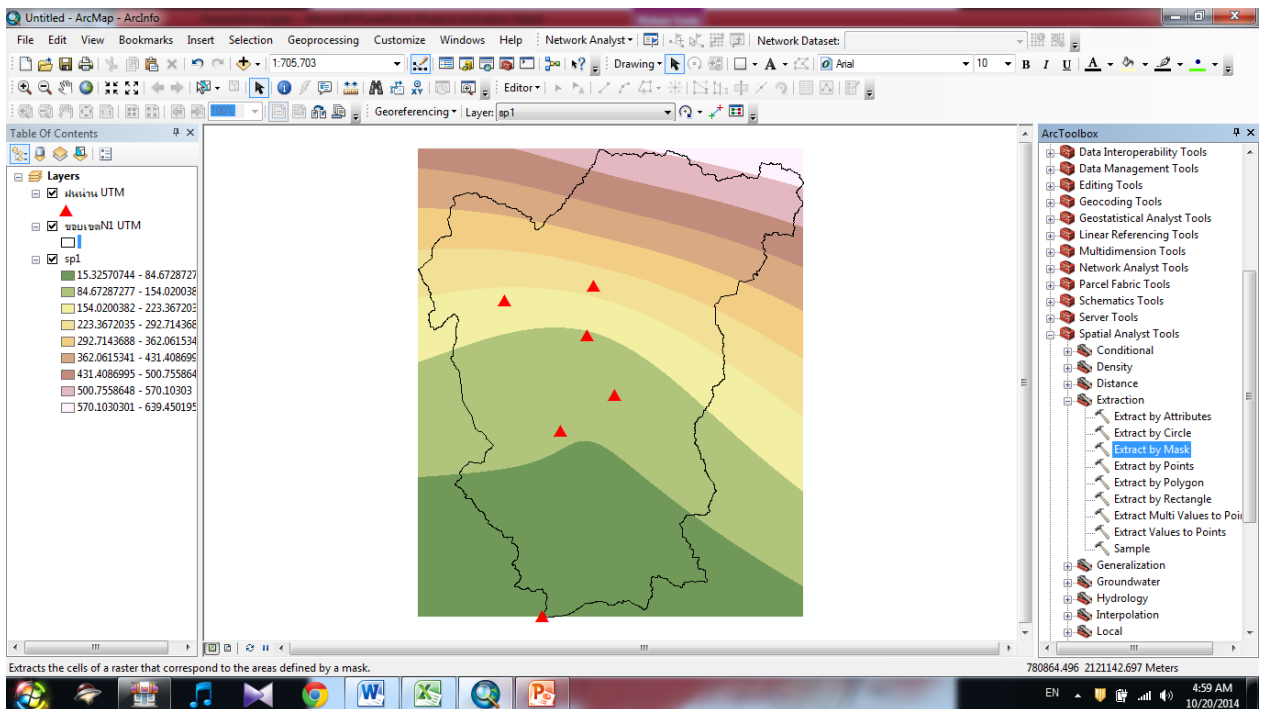 Untitled - ArcMap - ArcInfo
File Edit View Bookmarks Insert Selection Geoprocessing Customize Windows Help Network Analyst Network Dataset:
1:705,703 Drawing A Arial 10 B I U A
Editor
100% Georeferencing Layer: sp1
Table Of Contents
Layers
ฝนน่าน UTM
ขอบเขตN1 UTM
sp1
15.32570744 - 84.6728727
84.67287277 - 154.020038
154.0200382 - 223.367203
223.3672035 - 292.714368
292.7143688 - 362.061534
362.0615341 - 431.408699
431.4086995 - 500.755864
500.7558648 - 570.10303
570.1030301 - 639.450195
ArcToolbox
Data Interoperability Tools
Data Management Tools
Editing Tools
Geocoding Tools
Geostatistical Analyst Tools
Linear Referencing Tools
Multidimension Tools
Network Analyst Tools
Parcel Fabric Tools
Schematics Tools
Server Tools
Spatial Analyst Tools
Conditional
Density
Distance
Extraction
Extract by Attributes
Extract by Circle
Extract by Mask
Extract by Points
Extract by Polygon
Extract by Rectangle
Extract Multi Values to Poi
Extract Values to Points
Sample
Generalization
Groundwater
Hydrology
Interpolation
Local
Extracts the cells of a raster that correspond to the areas defined by a mask.
780864.496 2121142.697 Meters
EN
4:59 AM
10/20/2014